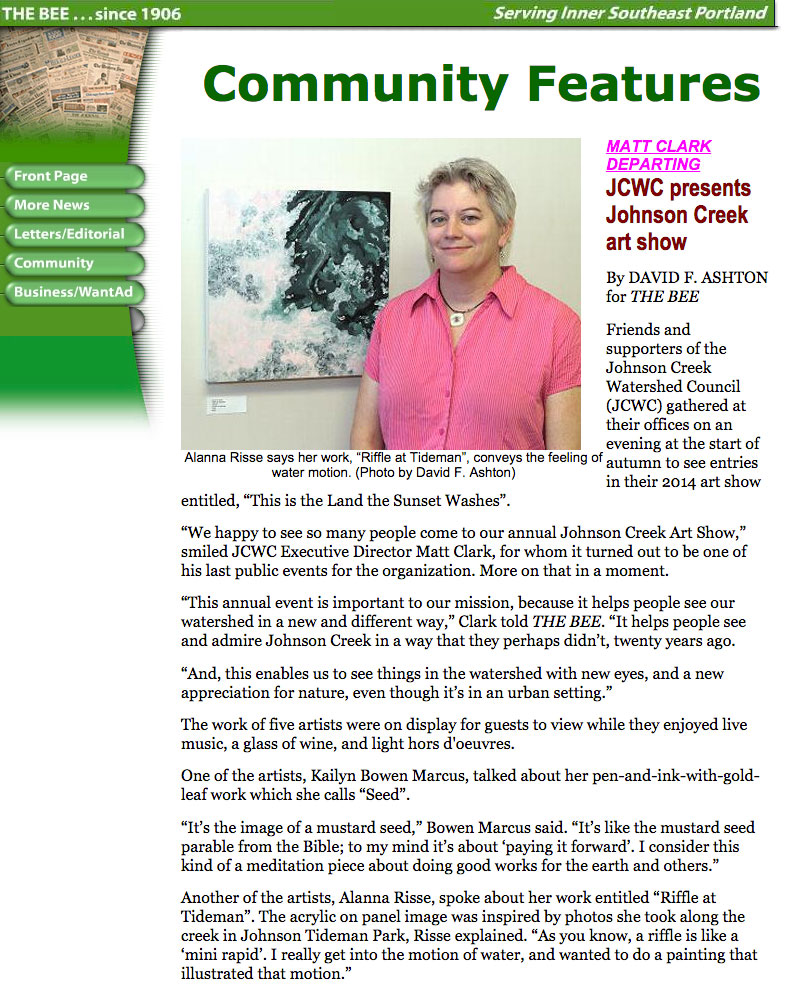 THE BEE . . . since 1906
Serving Inner Southeast Portland
Community Features
Front Page
More News
Letters/Editorial
Community
Business/WantAd
MATT CLARK
DEPARTING
JCWC presents
Johnson Creek
art show
By DAVID F. ASHTON
for THE BEE
Alanna Risse says her work, “Riffle at Tideman”, conveys the feeling of
water motion. (Photo by David F. Ashton)
Friends and
supporters of the
Johnson Creek
Watershed Council
(JCWC) gathered at
their offices on an
evening at the start of
autumn to see entries
in their 2014 art show
entitled, “This is the Land the Sunset Washes”.
“We happy to see so many people come to our annual Johnson Creek Art Show,”
smiled JCWC Executive Director Matt Clark, for whom it turned out to be one of
his last public events for the organization. More on that in a moment.
“This annual event is important to our mission, because it helps people see our
watershed in a new and different way,” Clark told THE BEE. “It helps people see
and admire Johnson Creek in a way that they perhaps didn’t, twenty years ago.
“And, this enables us to see things in the watershed with new eyes, and a new
appreciation for nature, even though it’s in an urban setting.”
The work of five artists were on display for guests to view while they enjoyed live
music, a glass of wine, and light hors d'oeuvres.
One of the artists, Kailyn Bowen Marcus, talked about her pen-and-ink-with-gold-
leaf work which she calls “Seed”.
“It’s the image of a mustard seed,” Bowen Marcus said. “It’s like the mustard seed
parable from the Bible; to my mind it’s about ‘paying it forward’. I consider this
kind of a meditation piece about doing good works for the earth and others.”
Another of the artists, Alanna Risse, spoke about her work entitled “Riffle at
Tideman”. The acrylic on panel image was inspired by photos she took along the
creek in Johnson Tideman Park, Risse explained. “As you know, a riffle is like a
‘mini rapid’. I really get into the motion of water, and wanted to do a painting that
illustrated that motion.”